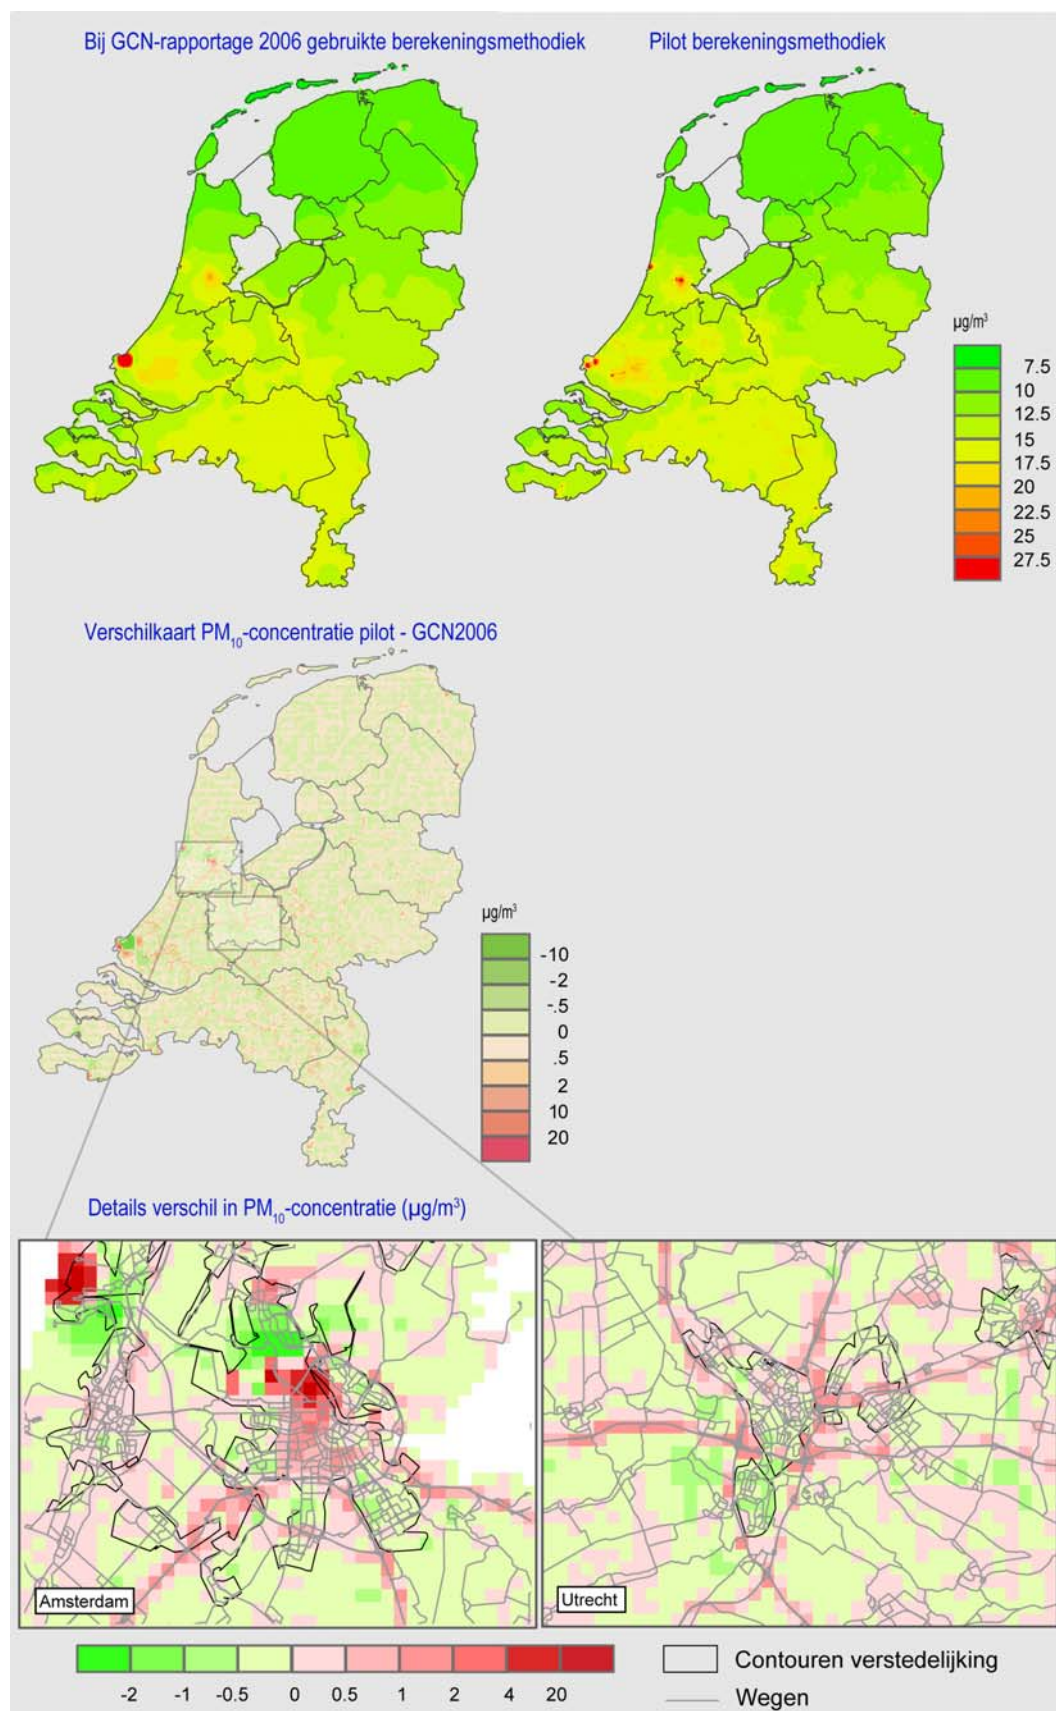 Bij GCN-rapportage 2006 gebruikte berekeningsmethodiek
Pilot berekeningsmethodiek
µg/m³
7.5
10
12.5
15
17.5
20
22.5
25
27.5
Verschilkaart PM₁₀-concentratie pilot - GCN2006
µg/m³
-10
-2
-.5
0
.5
2
10
20
Details verschil in PM₁₀-concentratie (µg/m³)
Amsterdam
Utrecht
-2 -1 -0.5 0 0.5 1 2 4 20
Contouren verstedelijking
Wegen